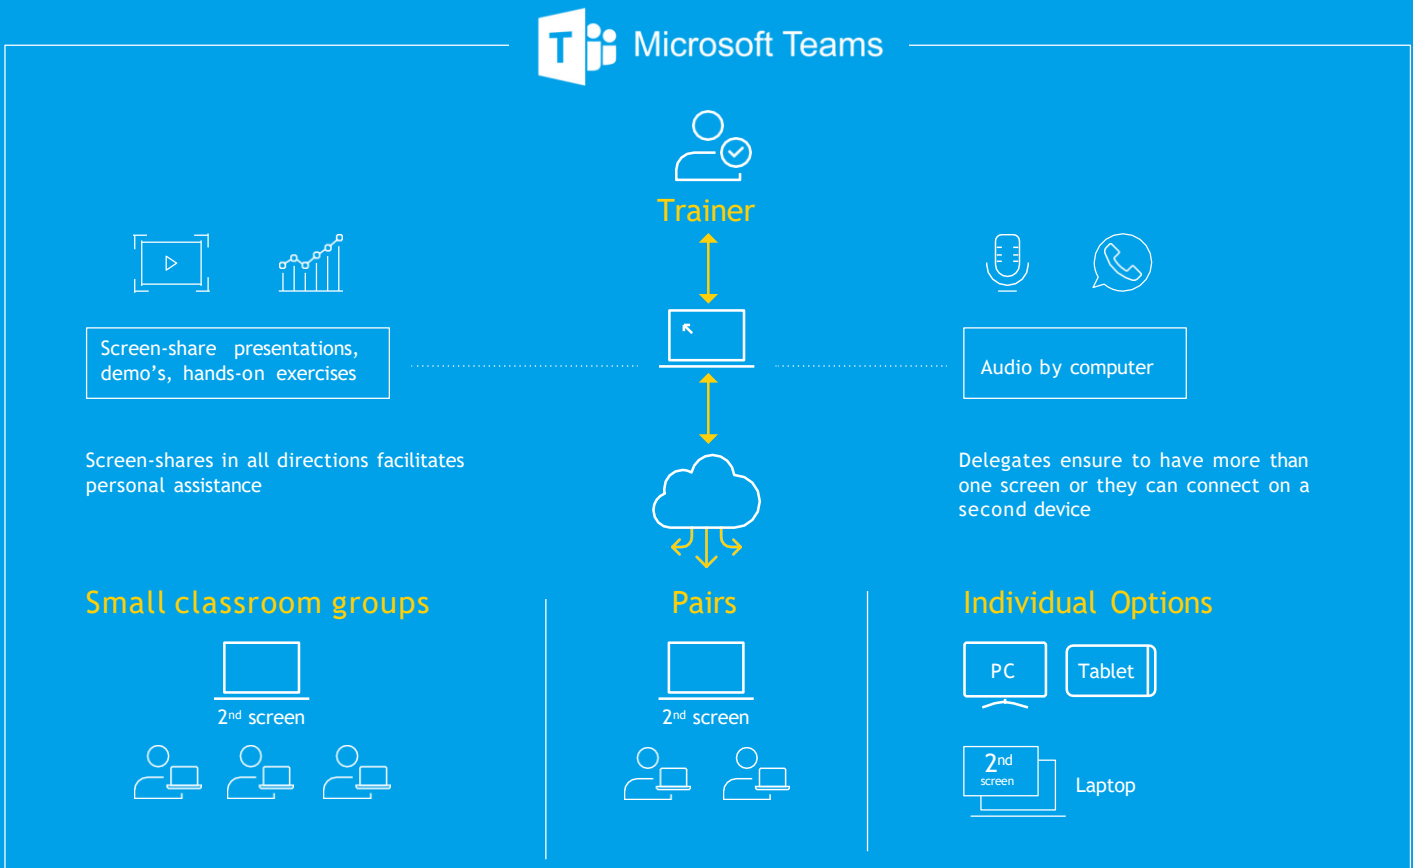 T
Microsoft Teams
Trainer
Screen-share presentations,
demo's, hands-on exercises
Audio by computer
Screen-shares in all directions facilitates
personal assistance
Delegates ensure to have more than
one screen or they can connect on a
second device
Small classroom groups
2nd screen
Pairs
2nd screen
Individual Options
PC
Tablet
2nd
screen
Laptop